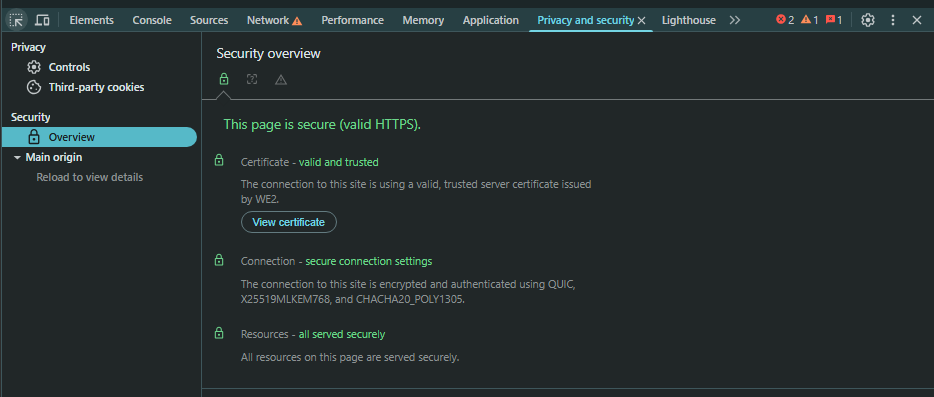 Elements Console Sources Network Performance Memory Application Privacy and security Lighthouse 2 1 1
Privacy
Controls
Third-party cookies
Security
Overview
Main origin
Reload to view details
Security overview
This page is secure (valid HTTPS).
Certificate - valid and trusted
The connection to this site is using a valid, trusted server certificate issued
by WE2.
View certificate
Connection - secure connection settings
The connection to this site is encrypted and authenticated using QUIC,
X25519MLKEM768, and CHACHA20_POLY1305.
Resources - all served securely
All resources on this page are served securely.